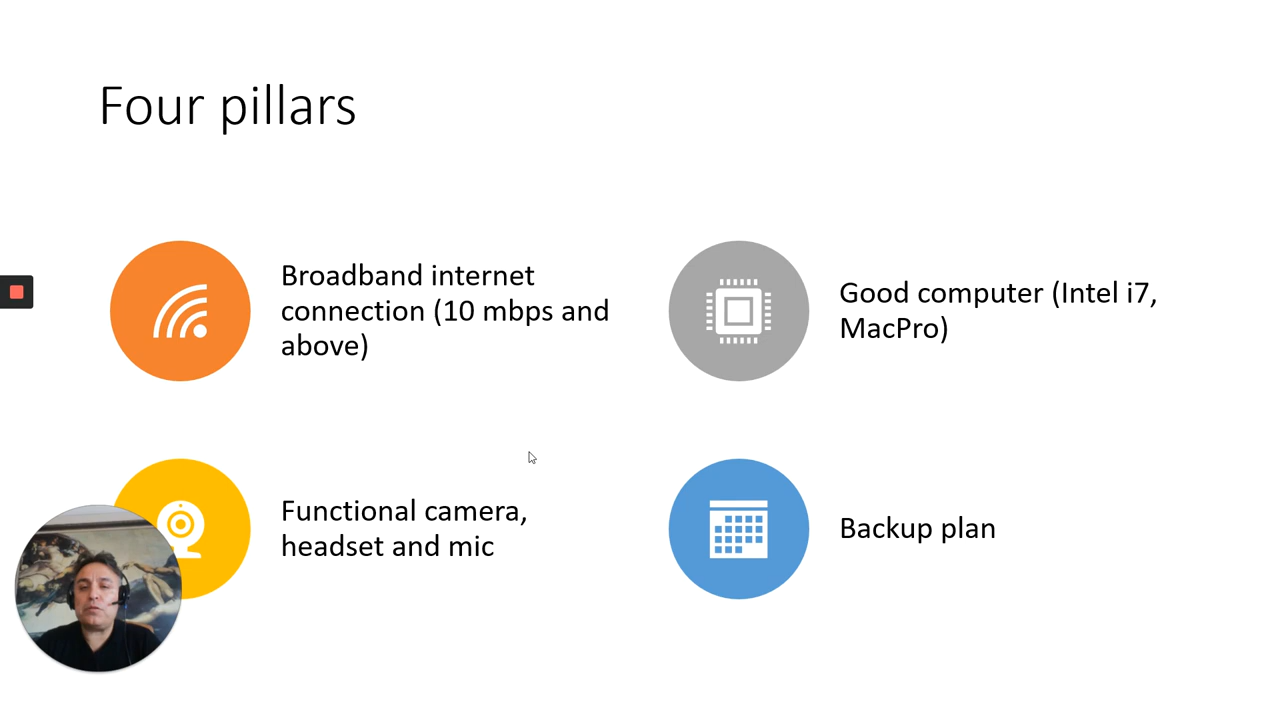 Four pillars
Broadband internet
connection (10 mbps and
above)
Good computer (Intel i7,
MacPro)
Functional camera,
headset and mic
Backup plan